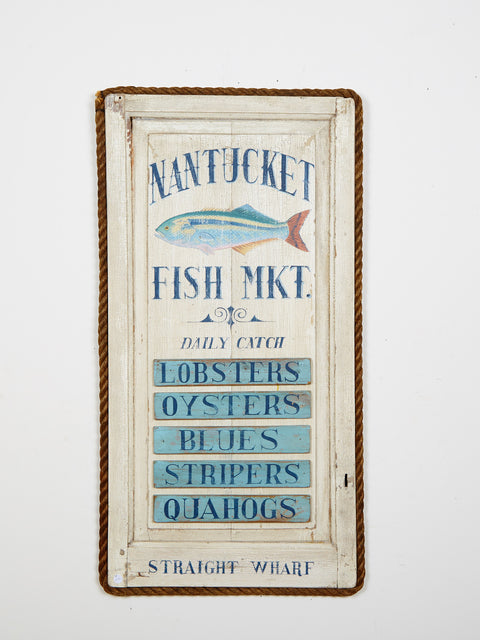 NANTUCKET
FISH MKT.
DAILY CATCH
LOBSTERS
OYSTERS
BLUES
STRIPERS
QUAHOGS
STRAIGHT WHARF